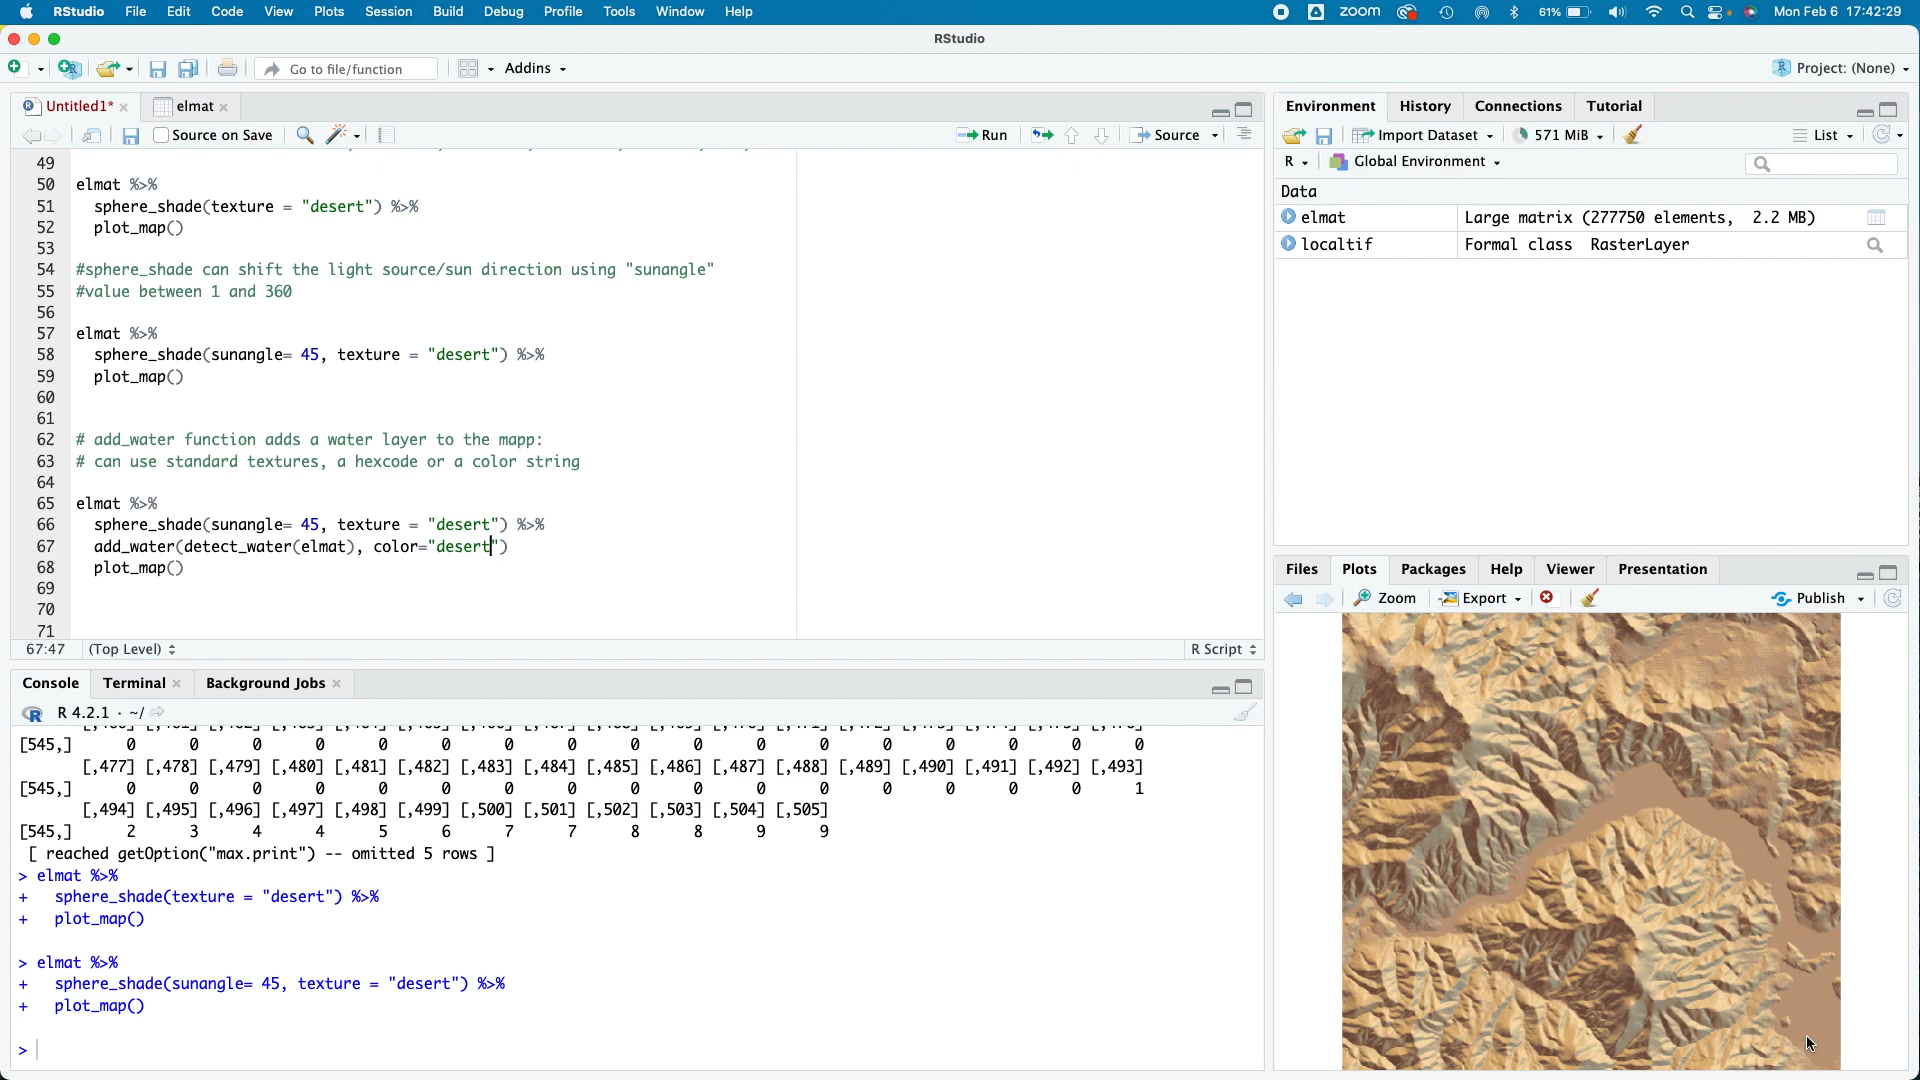 RStudio File Edit Code View Plots Session Build Debug Profile Tools Window Help zoom 61% Mon Feb 6 17:42:29
RStudio
Go to file/function Addins Project: (None)
Untitled1* elmat
Source on Save Run Source
49
50 elmat %>%
51 sphere_shade(texture = "desert") %>%
52 plot_map()
53
54 #sphere_shade can shift the light source/sun direction using "sunangle"
55 #value between 1 and 360
56
57 elmat %>%
58 sphere_shade(sunangle= 45, texture = "desert") %>%
59 plot_map()
60
61
62 # add_water function adds a water layer to the mapp:
63 # can use standard textures, a hexcode or a color string
64
65 elmat %>%
66 sphere_shade(sunangle= 45, texture = "desert") %>%
67 add_water(detect_water(elmat), color="desert")
68 plot_map()
69
70
71
67:47 (Top Level) R Script
Console Terminal Background Jobs
R 4.2.1 · ~/
[545,] 0 0 0 0 0 0 0 0 0 0 0 0 0 0 0 0 0
[,477] [,478] [,479] [,480] [,481] [,482] [,483] [,484] [,485] [,486] [,487] [,488] [,489] [,490] [,491] [,492] [,493]
[545,] 0 0 0 0 0 0 0 0 0 0 0 0 0 0 0 0 1
[,494] [,495] [,496] [,497] [,498] [,499] [,500] [,501] [,502] [,503] [,504] [,505]
[545,] 2 3 4 4 5 6 7 7 8 8 9 9
[ reached getOption("max.print") -- omitted 5 rows ]
> elmat %>%
+ sphere_shade(texture = "desert") %>%
+ plot_map()
> elmat %>%
+ sphere_shade(sunangle= 45, texture = "desert") %>%
+ plot_map()
>
Environment History Connections Tutorial
Import Dataset 571 MiB List
R Global Environment
Data
elmat Large matrix (277750 elements, 2.2 MB)
localtif Formal class RasterLayer
Files Plots Packages Help Viewer Presentation
Zoom Export Publish